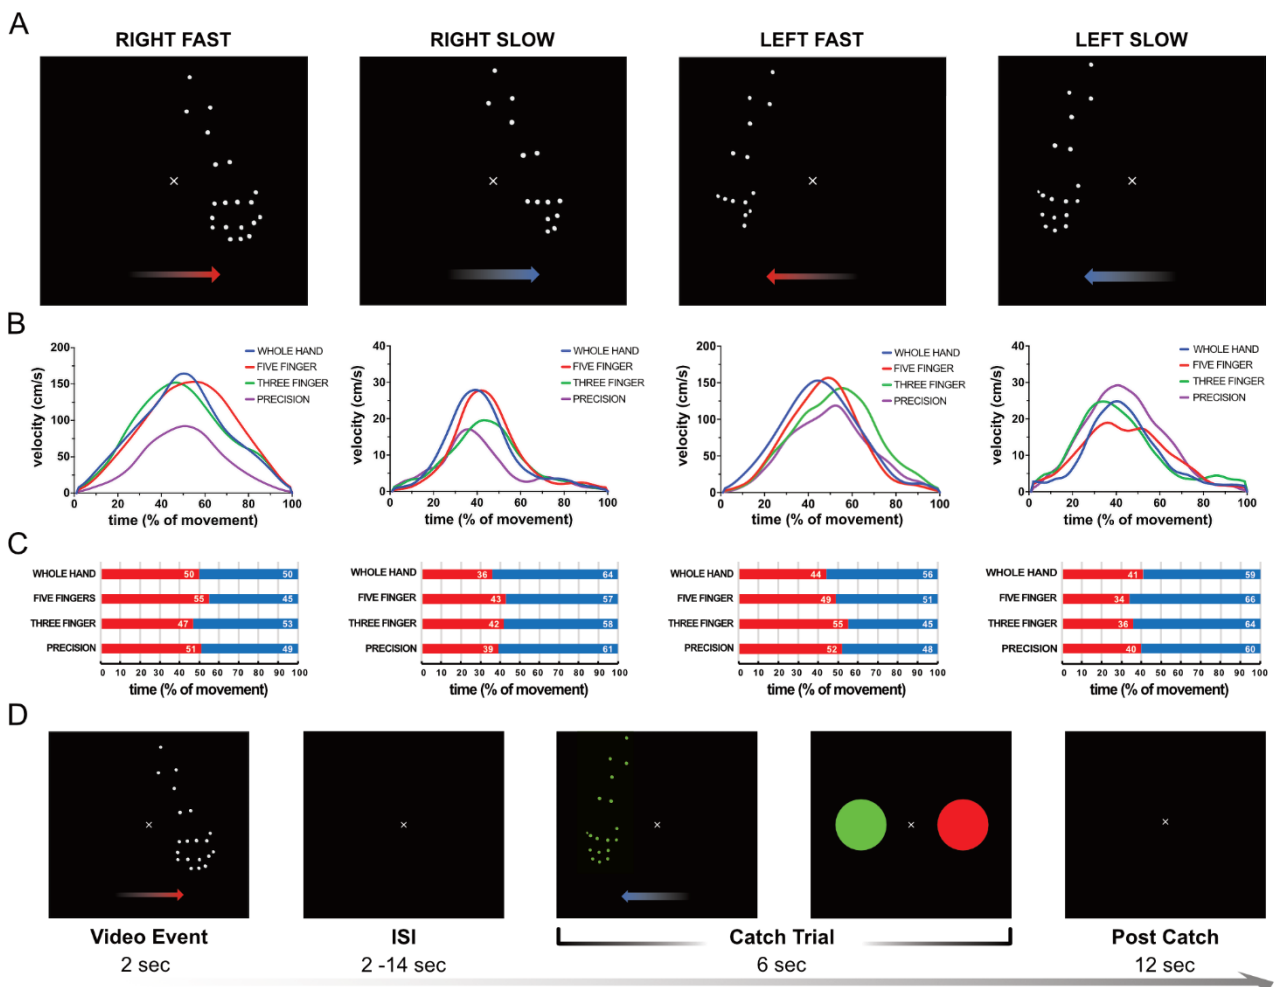 A
RIGHT FAST
RIGHT SLOW
LEFT FAST
LEFT SLOW
B
200
150
100
50
0
velocity (cm/s)
0 20 40 60 80 100
time (% of movement)
WHOLE HAND
FIVE FINGER
THREE FINGER
PRECISION
40
30
20
10
0
velocity (cm/s)
0 20 40 60 80 100
time (% of movement)
WHOLE HAND
FIVE FINGER
THREE FINGER
PRECISION
200
150
100
50
0
velocity (cm/s)
0 20 40 60 80 100
time (% of movement)
WHOLE HAND
FIVE FINGER
THREE FINGER
PRECISION
40
30
20
10
0
velocity (cm/s)
0 20 40 60 80 100
time (% of movement)
WHOLE HAND
FIVE FINGER
THREE FINGER
PRECISION
C
WHOLE HAND 50 50
FIVE FINGERS 55 45
THREE FINGER 47 53
PRECISION 51 49
0 10 20 30 40 50 60 70 80 90 100
time (% of movement)
WHOLE HAND 36 64
FIVE FINGER 43 57
THREE FINGER 42 58
PRECISION 39 61
0 10 20 30 40 50 60 70 80 90 100
time (% of movement)
WHOLE HAND 44 56
FIVE FINGER 49 51
THREE FINGER 55 45
PRECISION 52 48
0 10 20 30 40 50 60 70 80 90 100
time (% of movement)
WHOLE HAND 41 59
FIVE FINGER 34 66
THREE FINGER 36 64
PRECISION 40 60
0 10 20 30 40 50 60 70 80 90 100
time (% of movement)
D
Video Event
2 sec
ISI
2 -14 sec
Catch Trial
6 sec
Post Catch
12 sec